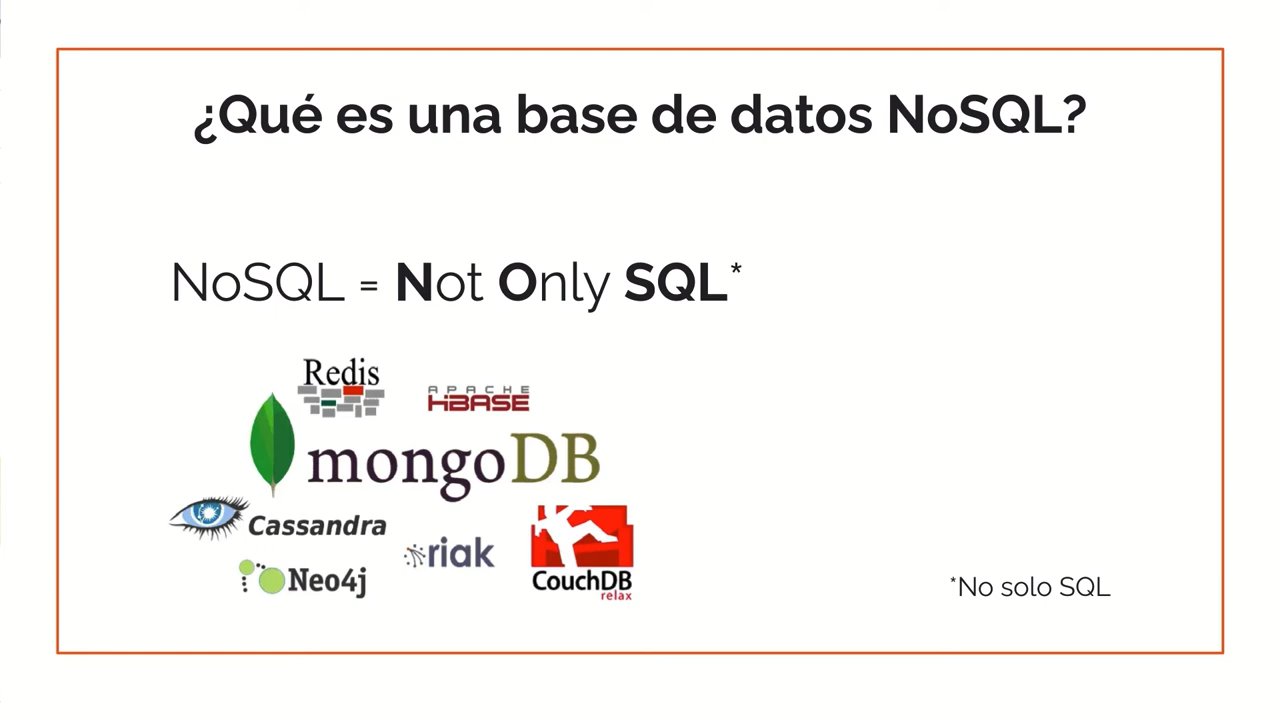 ¿Qué es una base de datos NoSQL?
NoSQL = Not Only SQL*
Redis
APACHE
HBASE
mongoDB
Cassandra
riak
Neo4j
CouchDB
relax
*No solo SQL